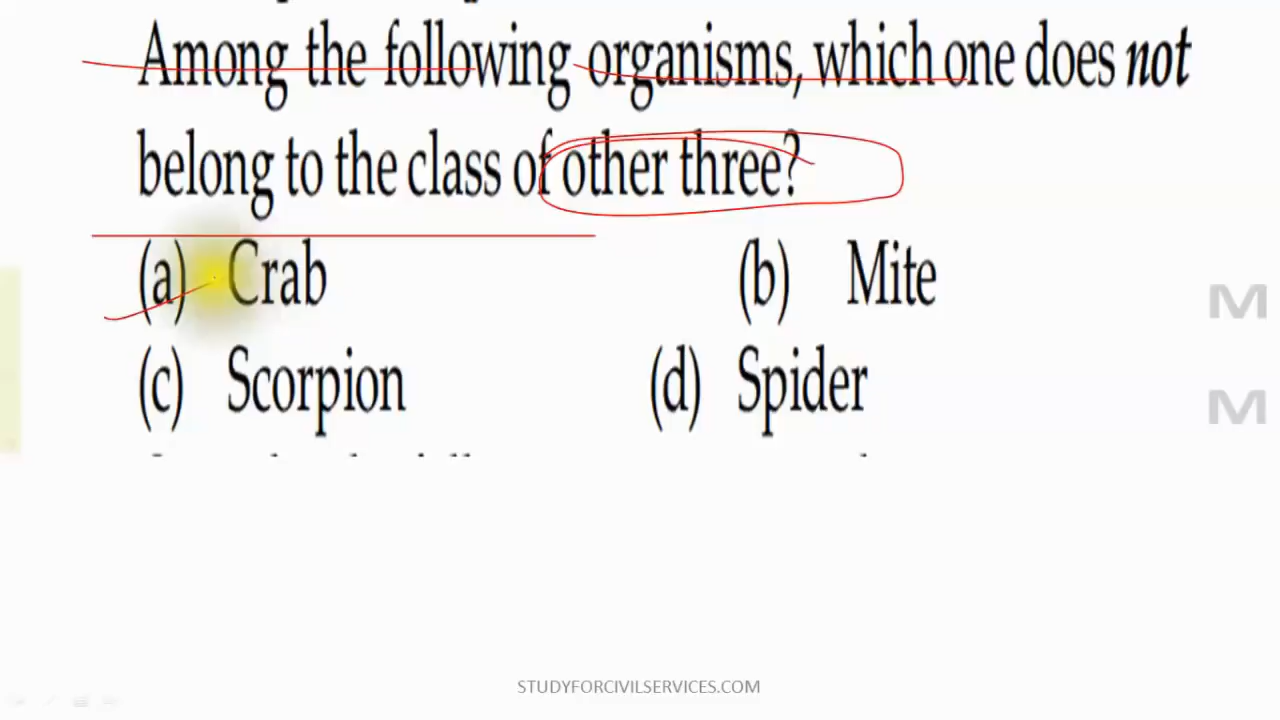 Among the following organisms, which one does not
belong to the class of other three?
(a) Crab (b) Mite
(c) Scorpion (d) Spider
M
M
STUDYFORCIVILSERVICES.COM